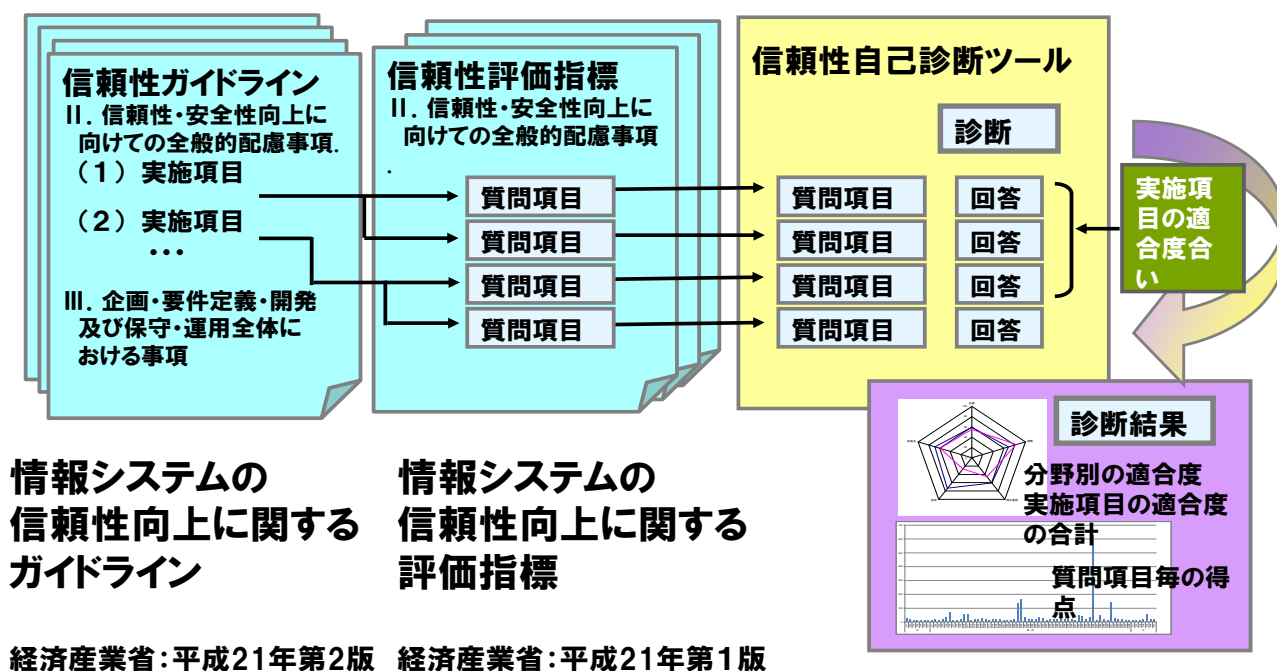 信頼性ガイドライン
Ⅱ．信頼性・安全性向上に
向けての全般的配慮事項.
（１）実施項目
（２）実施項目
・・・
Ⅲ．企画・要件定義・開発
及び保守・運用全体に
おける事項
信頼性評価指標
Ⅱ．信頼性・安全性向上に
向けての全般的配慮事項
.
質問項目
質問項目
質問項目
質問項目
信頼性自己診断ツール
診断
質問項目
回答
質問項目
回答
質問項目
回答
質問項目
回答
実施項
目の適
合度合
い
診断結果
分野別の適合度
実施項目の適合度
の合計
質問項目毎の得
点
情報システムの
信頼性向上に関する
ガイドライン
経済産業省：平成２１年第２版
情報システムの
信頼性向上に関する
評価指標
経済産業省：平成２１年第１版